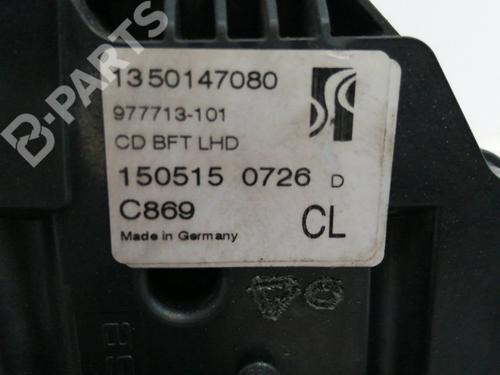 B-PARTS
1350147080
977713-101
CD BFT LHD
150515 0726 D
C869
CL
Made in Germany